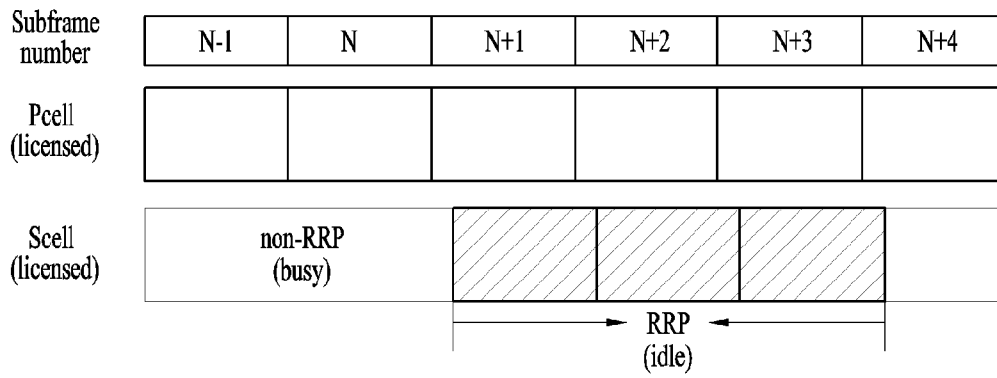 Subframe
number
N-1 N N+1 N+2 N+3 N+4
Pcell
(licensed)
Scell
(licensed)
non-RRP
(busy)
RRP
(idle)